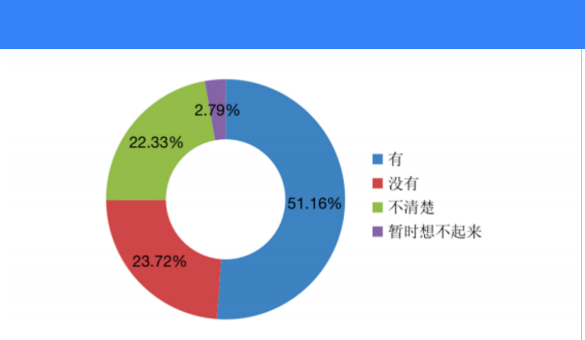 2.79%
22.33%
51.16%
23.72%
有
没有
不清楚
暂时想不起来